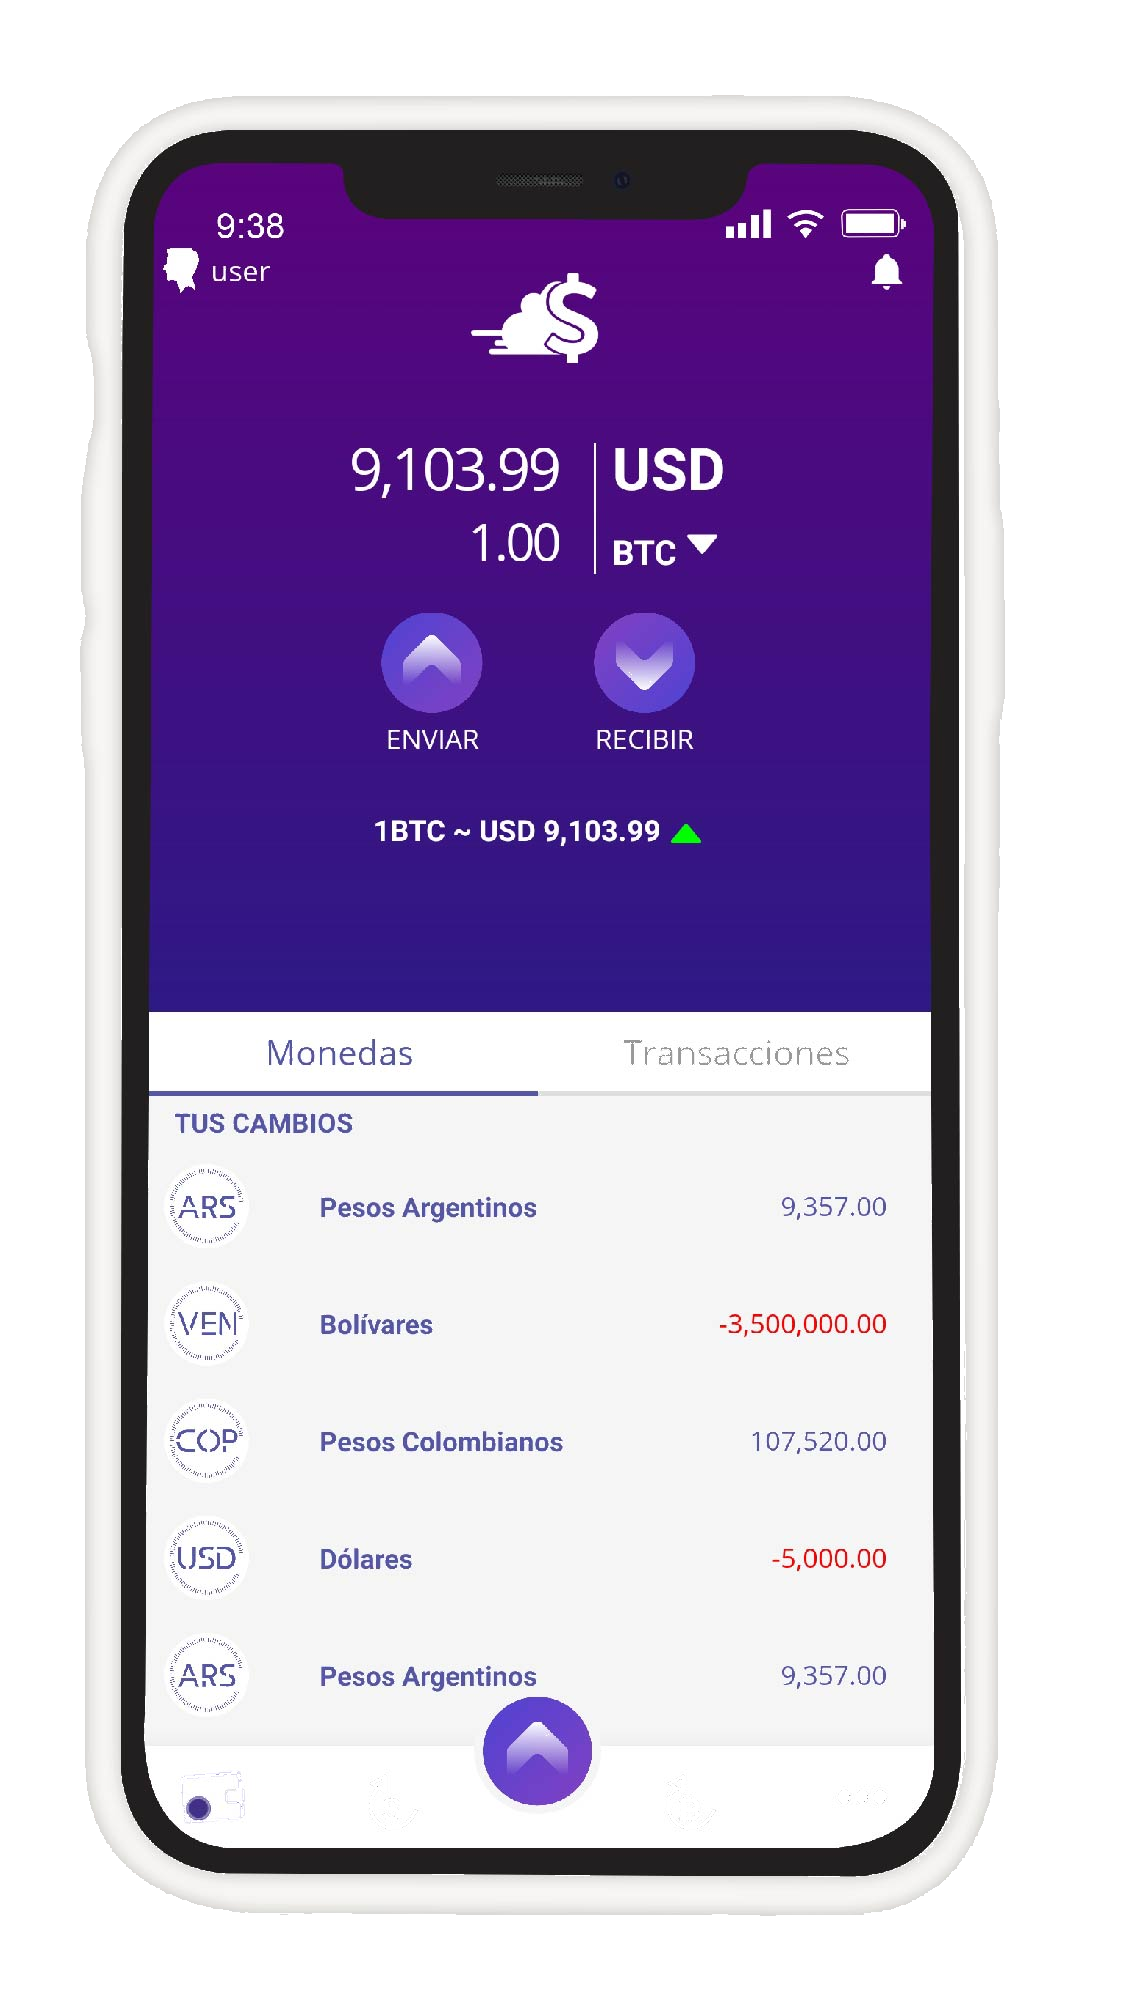 9:38
user
9,103.99 USD
1.00 BTC
ENVIAR RECIBIR
1BTC ~ USD 9,103.99
Monedas Transacciones
TUS CAMBIOS
ARS Pesos Argentinos 9,357.00
VEN Bolívares -3,500,000.00
COP Pesos Colombianos 107,520.00
USD Dólares -5,000.00
ARS Pesos Argentinos 9,357.00